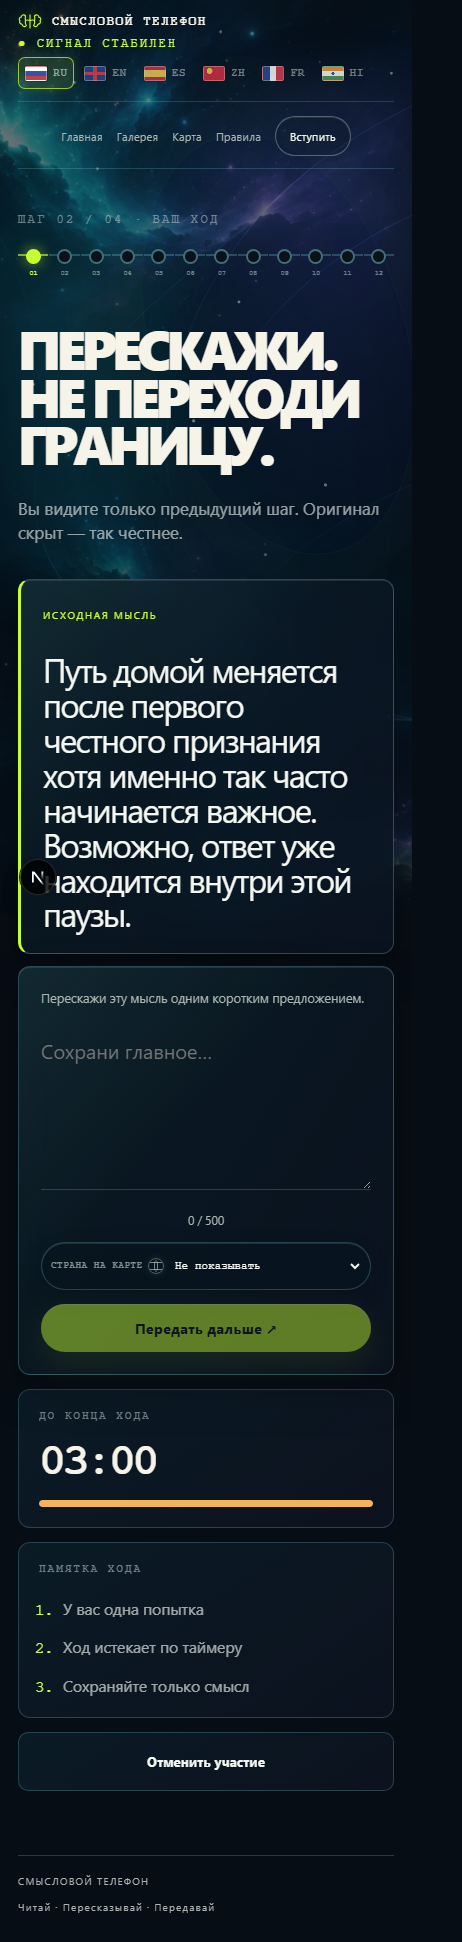 СМЫСЛОВОЙ ТЕЛЕФОН
СИГНАЛ СТАБИЛЕН
RU EN ES ZH FR HI
Главная Галерея Карта Правила Вступить
ШАГ 02 / 04 · ВАШ ХОД
01 02 03 04 05 06 07 08 09 10 11 12
ПЕРЕСКАЖИ.
НЕ ПЕРЕХОДИ
ГРАНИЦУ.
Вы видите только предыдущий шаг. Оригинал
скрыт — так честнее.
ИСХОДНАЯ МЫСЛЬ
Путь домой меняется
после первого
честного признания
хотя именно так часто
начинается важное.
Возможно, ответ уже
находится внутри этой
паузы.
N
Перескажи эту мысль одним коротким предложением.
Сохрани главное...
0 / 500
СТРАНА НА КАРТЕ Не показывать
Передать дальше ↗
ДО КОНЦА ХОДА
03:00
ПАМЯТКА ХОДА
1. У вас одна попытка
2. Ход истекает по таймеру
3. Сохраняйте только смысл
Отменить участие
СМЫСЛОВОЙ ТЕЛЕФОН
Читай · Пересказывай · Передавай